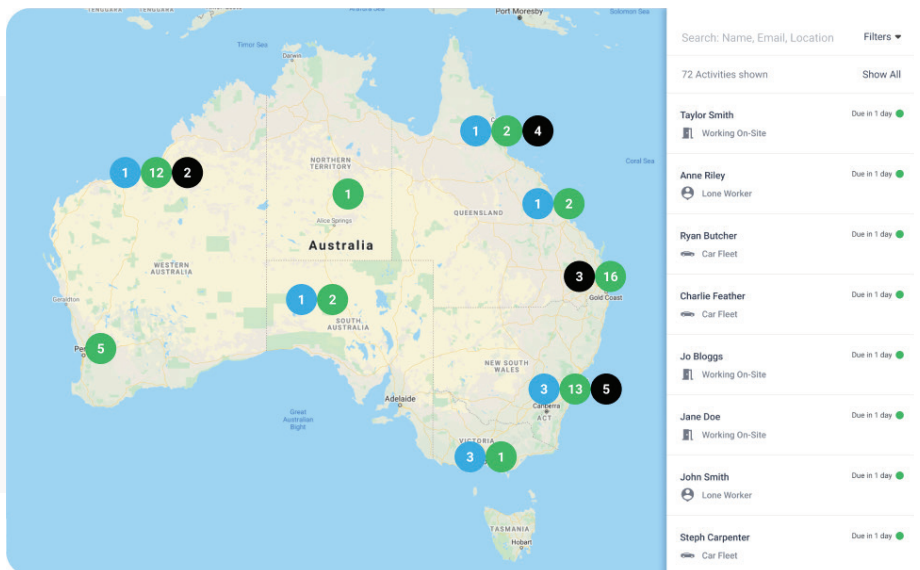 TENGGARA
TENGGARA
Arafura Sea
Port Moresby
Solomon Sea
Timor Sea
Darwin
1 2 4
Coral Sea
NORTHERN
TERRITORY
1 12 2
1
1 2
QUEENSLAND
Alice Springs
Australia
WESTERN
AUSTRALIA
3 16
Gold Coast
Geraldton
1 2
SOUTH
AUSTRALIA
5
NEW SOUTH
WALES
3 13 5
Adelaide
Canberra
ACT
Great
Australian
Bight
VICTORIA
3 1
TASMANIA
Hobart
Search: Name, Email, Location Filters
72 Activities shown Show All
Taylor Smith Due in 1 day
Working On-Site
Anne Riley Due in 1 day
Lone Worker
Ryan Butcher Due in 1 day
Car Fleet
Charlie Feather Due in 1 day
Car Fleet
Jo Bloggs Due in 1 day
Working On-Site
Jane Doe Due in 1 day
Working On-Site
John Smith Due in 1 day
Lone Worker
Steph Carpenter Due in 1 day
Car Fleet